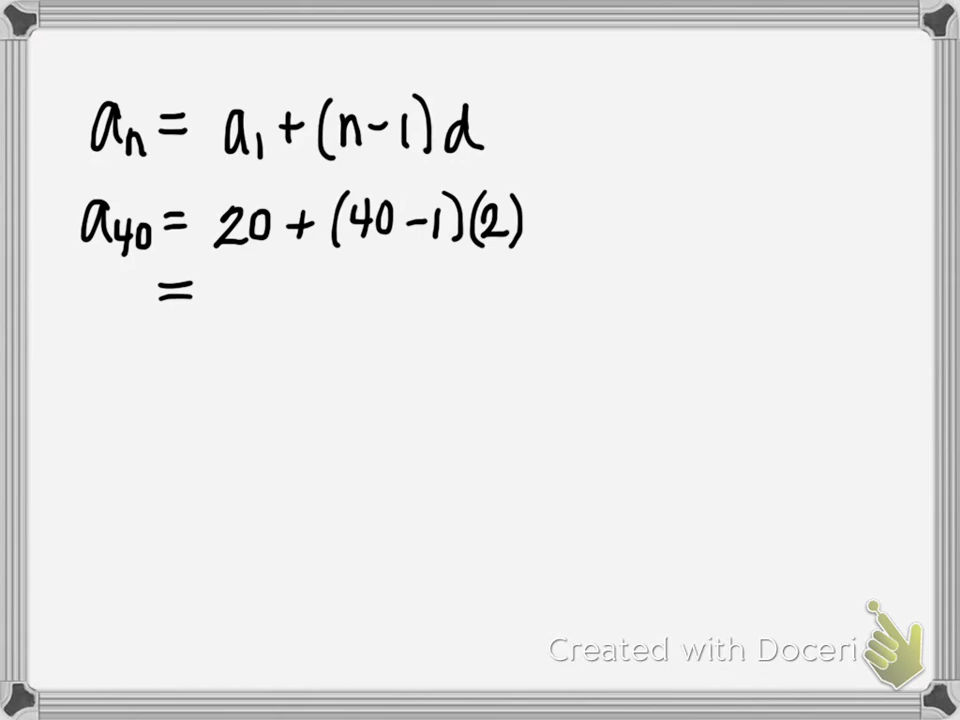 aₙ = a₁ + (n-1)d
a₄₀ = 20 + (40-1)(2)
=
Created with Doceri